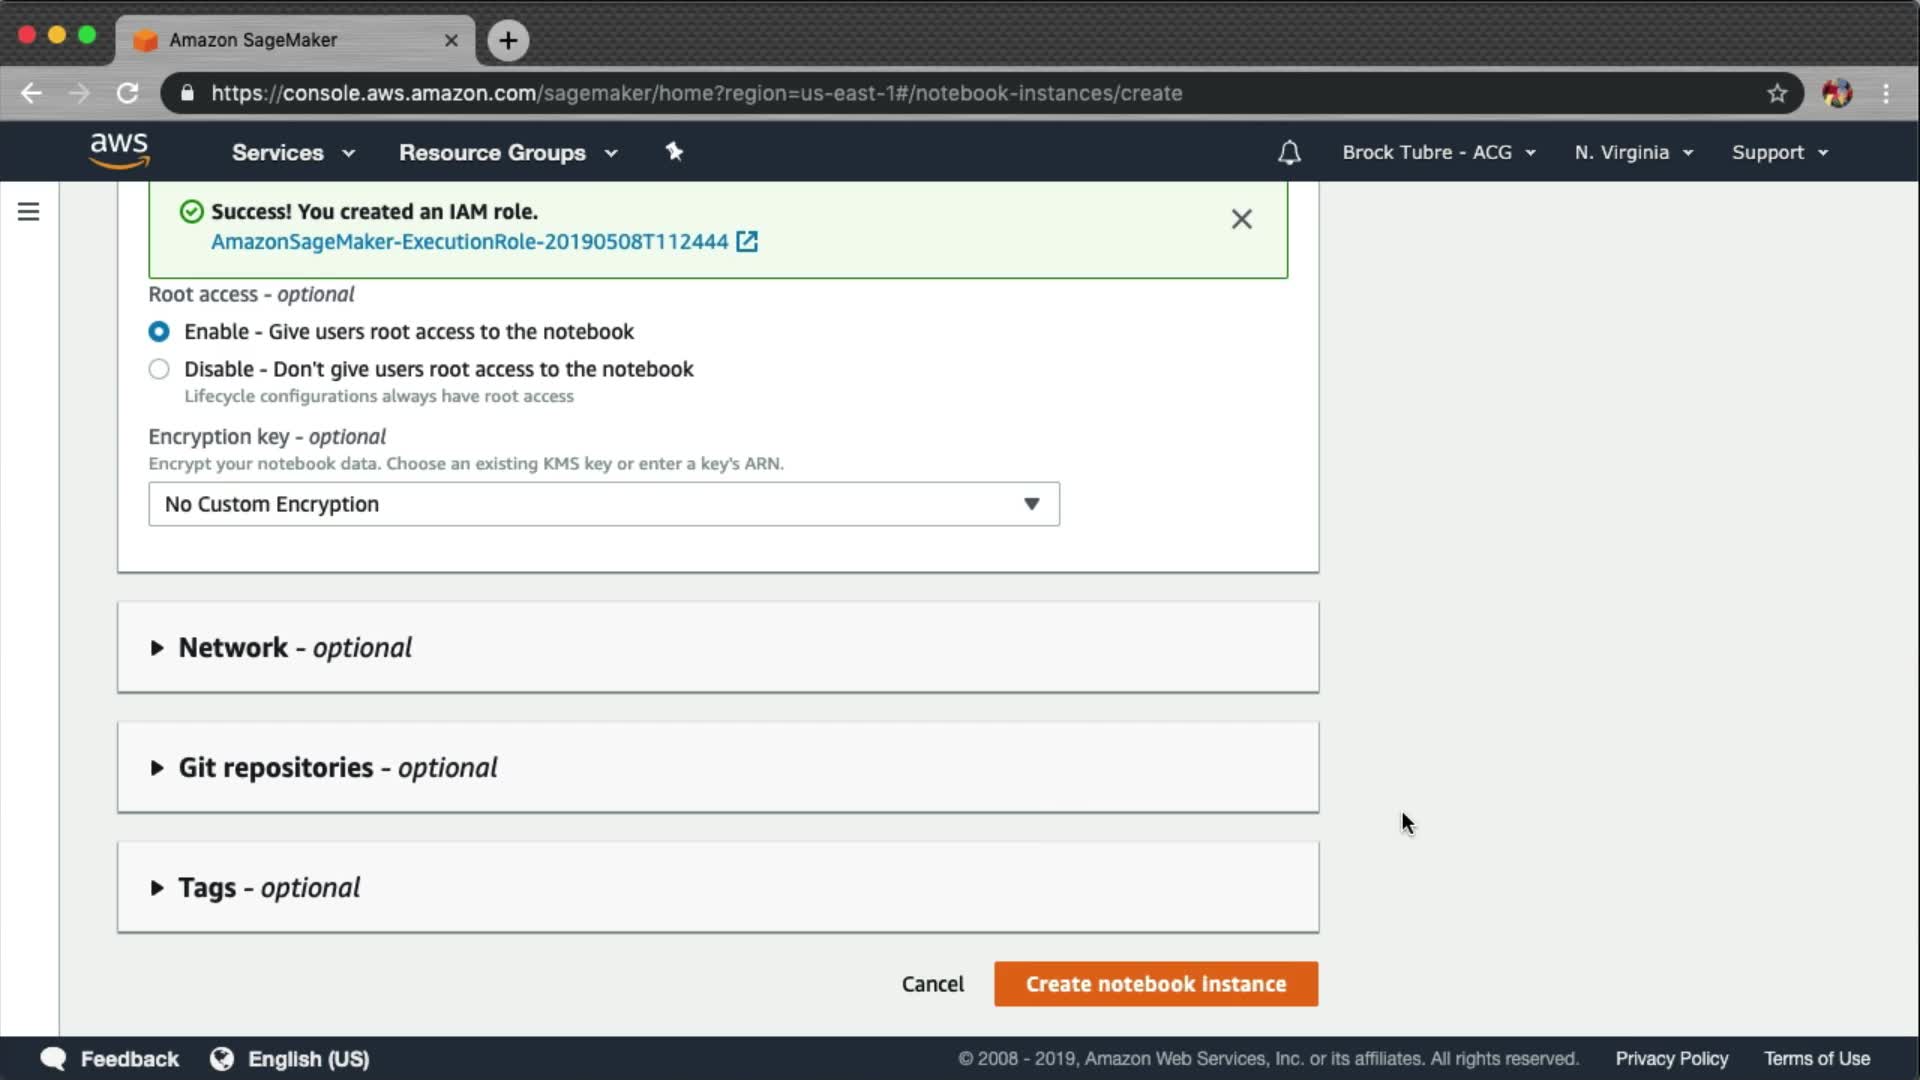 Amazon SageMaker
https://console.aws.amazon.com/sagemaker/home?region=us-east-1#/notebook-instances/create
aws
Services
Resource Groups
Brock Tubre - ACG
N. Virginia
Support
Success! You created an IAM role.
AmazonSageMaker-ExecutionRole-20190508T112444
Root access - optional
Enable - Give users root access to the notebook
Disable - Don't give users root access to the notebook
Lifecycle configurations always have root access
Encryption key - optional
Encrypt your notebook data. Choose an existing KMS key or enter a key's ARN.
No Custom Encryption
Network - optional
Git repositories - optional
Tags - optional
Cancel
Create notebook instance
Feedback
English (US)
© 2008 - 2019, Amazon Web Services, Inc. or its affiliates. All rights reserved.
Privacy Policy
Terms of Use